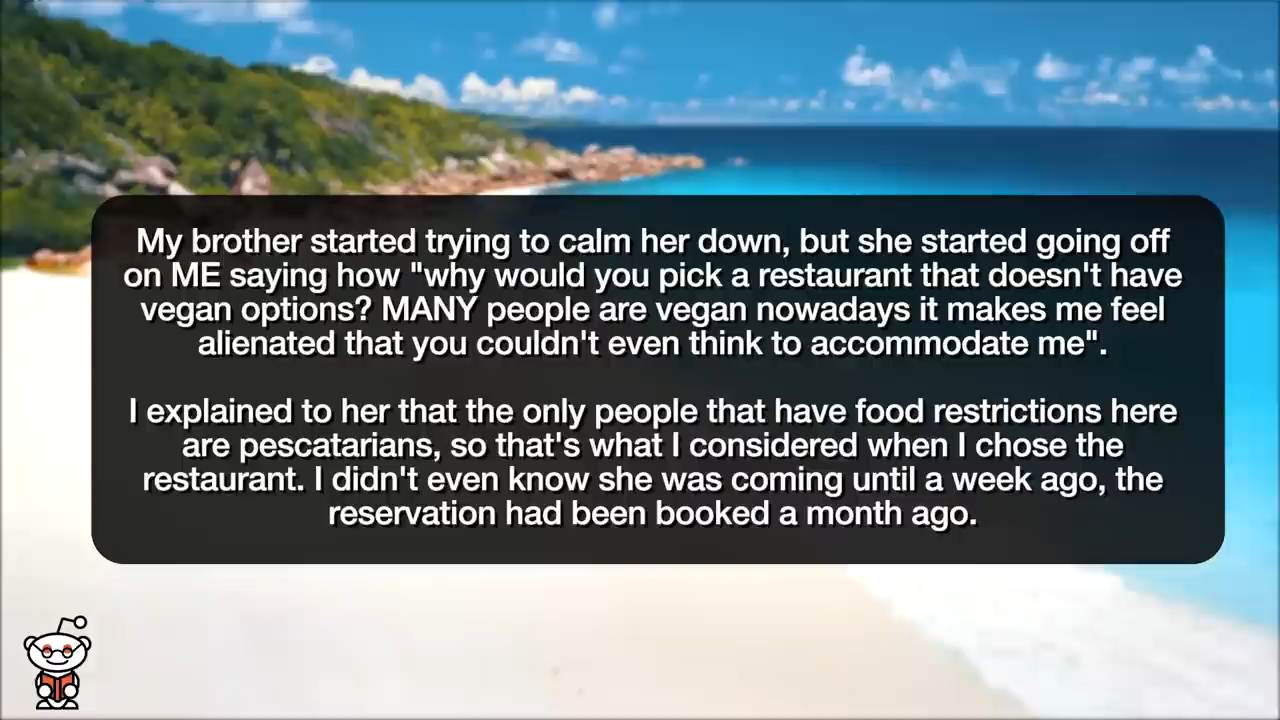 My brother started trying to calm her down, but she started going off
on ME saying how "why would you pick a restaurant that doesn't have
vegan options? MANY people are vegan nowadays it makes me feel
alienated that you couldn't even think to accommodate me".
I explained to her that the only people that have food restrictions here
are pescatarians, so that's what I considered when I chose the
restaurant. I didn't even know she was coming until a week ago, the
reservation had been booked a month ago.